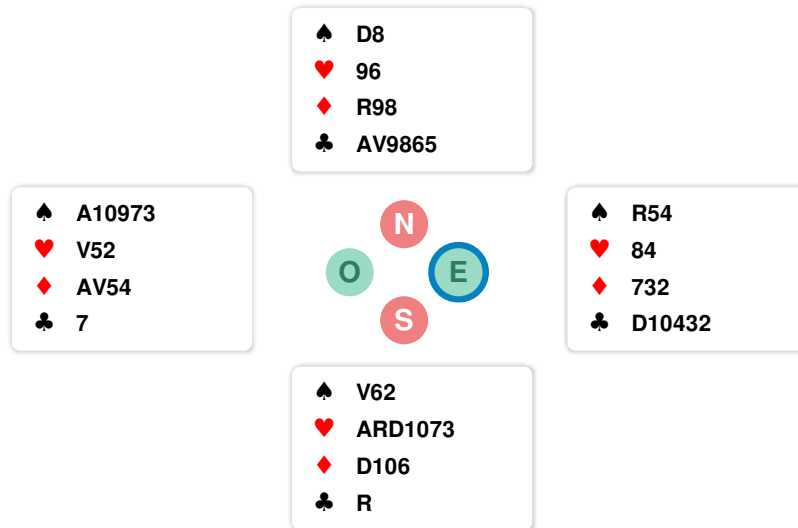 ♠ D8
♥ 96
♦ R98
♣ AV9865
♠ A10973
♥ V52
♦ AV54
♣ 7
N
O E
S
♠ R54
♥ 84
♦ 732
♣ D10432
♠ V62
♥ ARD1073
♦ D106
♣ R